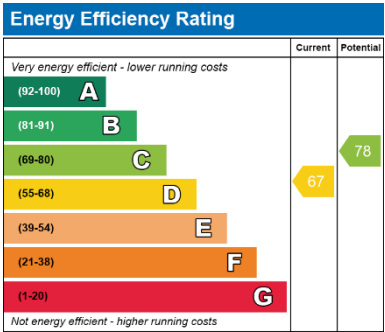 Energy Efficiency Rating
Current Potential
Very energy efficient - lower running costs
(92-100) A
(81-91) B
(69-80) C
78
(55-68) D
67
(39-54) E
(21-38) F
(1-20) G
Not energy efficient - higher running costs